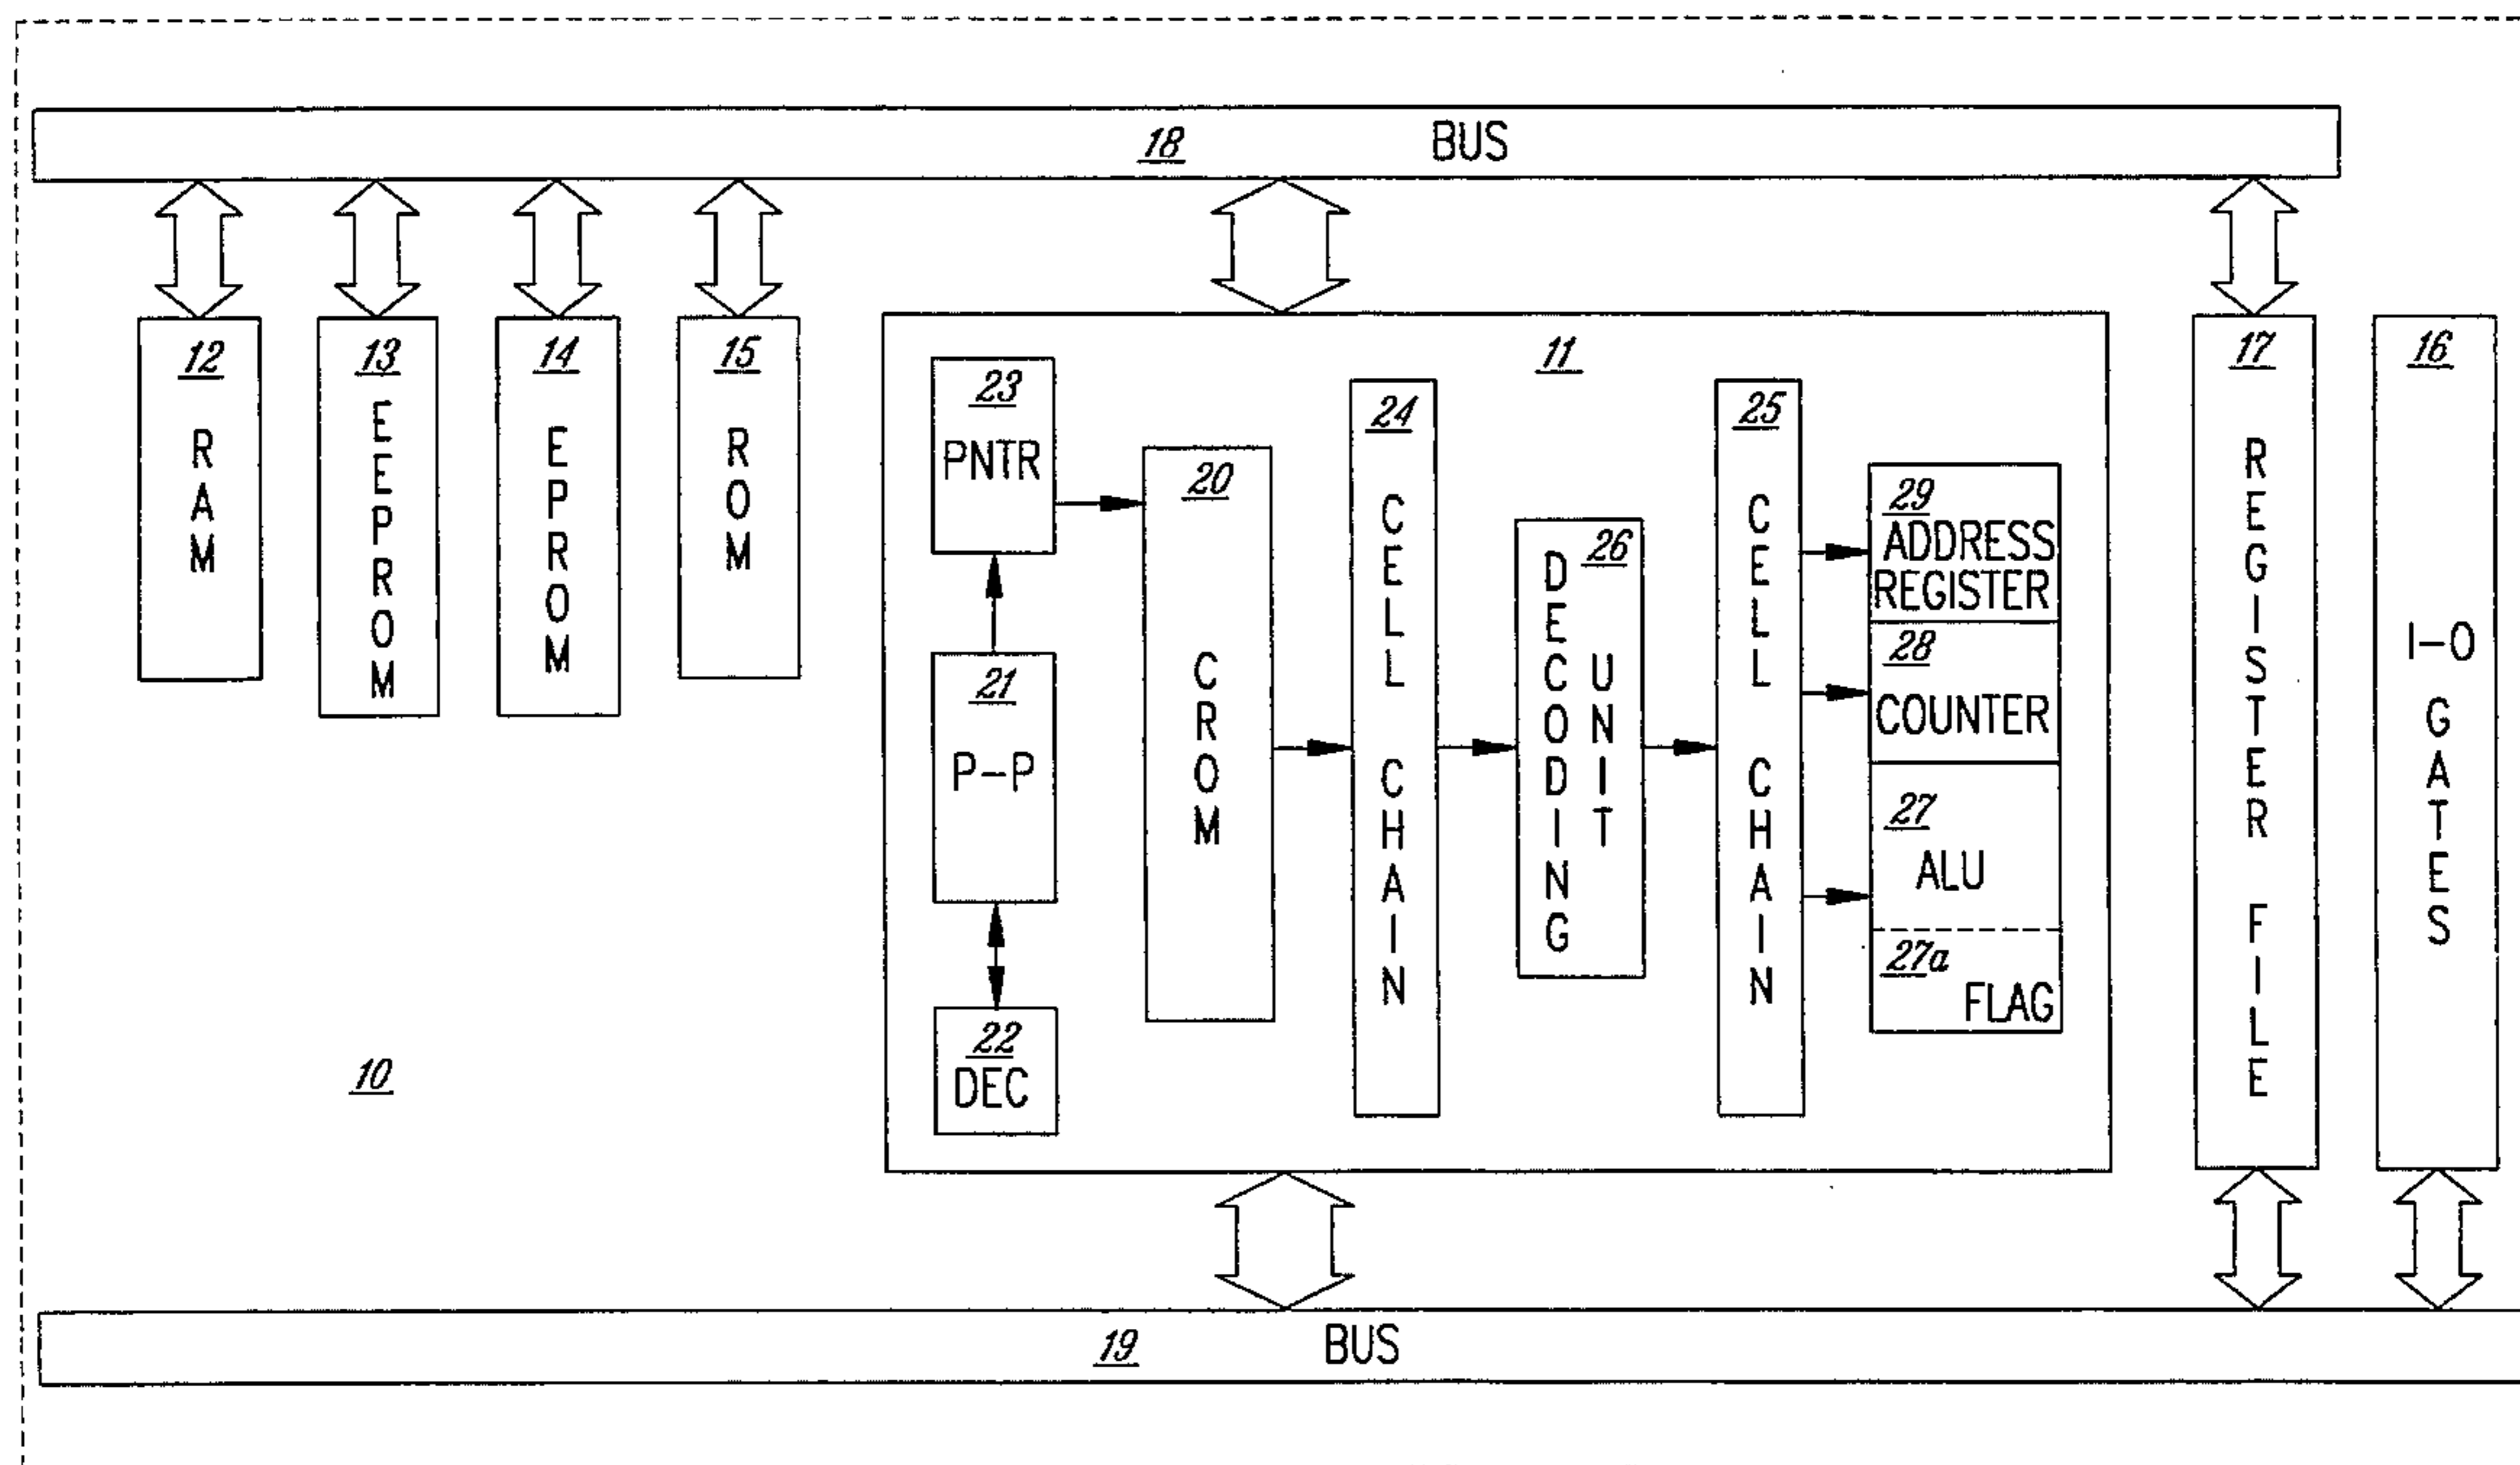 18 BUS
12 RAM
13 EEPROM
14 EPROM
15 ROM
11
23 PNTR
21 P-P
22 DEC
20 CROM
24 CELL CHAIN
26 DECODING UNIT
25 CELL CHAIN
29
ADDRESS
REGISTER
28
COUNTER
27
ALU
27a
FLAG
17 REGISTER FILE
16 I-O GATES
10
19 BUS